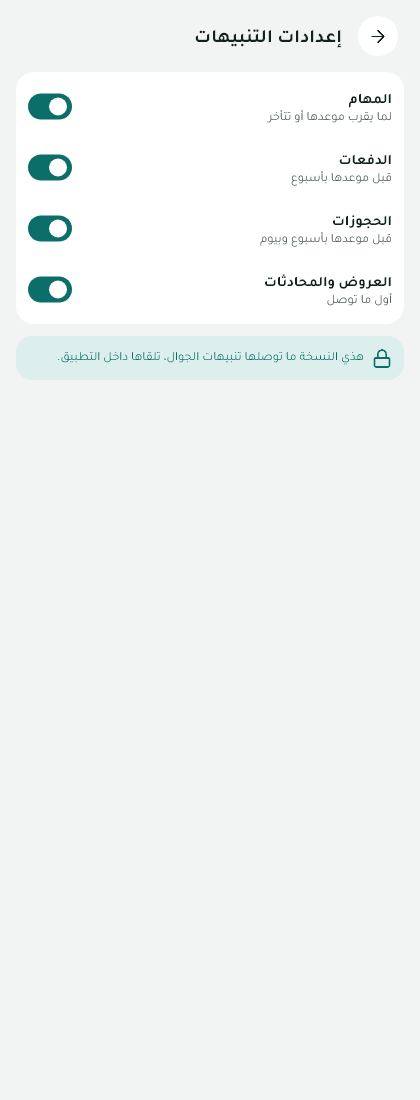 إعدادات التنبيهات
المهام
لما يقرب موعدها أو تتأخر
الدفعات
قبل موعدها بأسبوع
الحجوزات
قبل موعدها بأسبوع وبيوم
العروض والمحادثات
أول ما توصل
هذي النسخة ما توصلها تنبيهات الجوال، تلقاها داخل التطبيق.